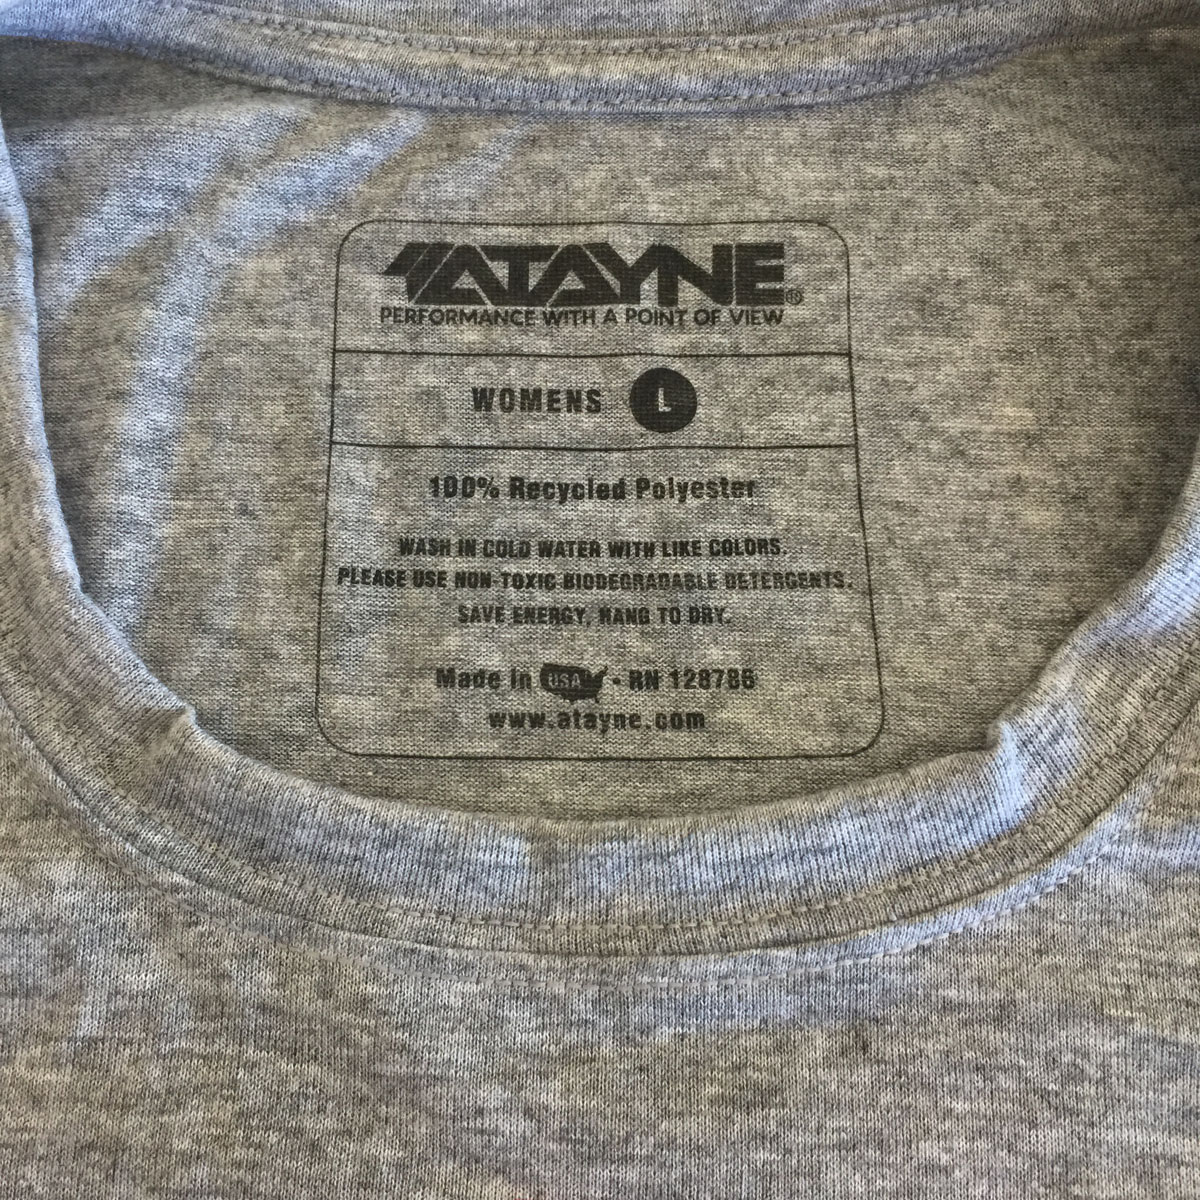 ATAYNE®
PERFORMANCE WITH A POINT OF VIEW
WOMENS L
100% Recycled Polyester
WASH IN COLD WATER WITH LIKE COLORS.
PLEASE USE NON-TOXIC BIODEGRADABLE DETERGENTS.
SAVE ENERGY, HANG TO DRY.
Made in USA - RN 128786
www.atayne.com